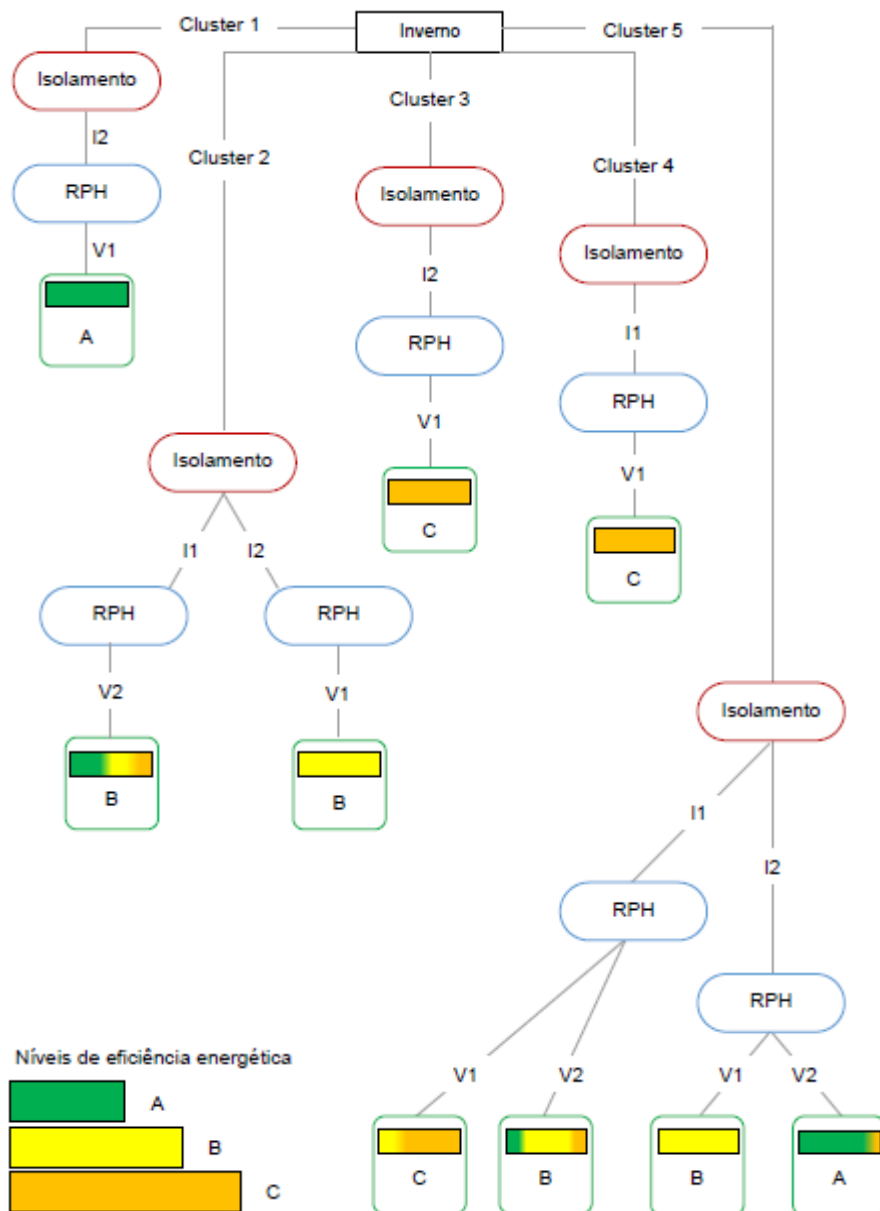 Cluster 1
Inverno
Cluster 5
Isolamento
Cluster 3
I2
Cluster 2
Cluster 4
RPH
Isolamento
V1
Isolamento
I2
A
I1
RPH
RPH
V1
Isolamento
V1
C
I1
I2
C
RPH
RPH
V2
V1
Isolamento
B
B
I1
I2
RPH
RPH
Níveis de eficiência energética
V1
V2
V1
V2
A
B
C
B
B
A
C